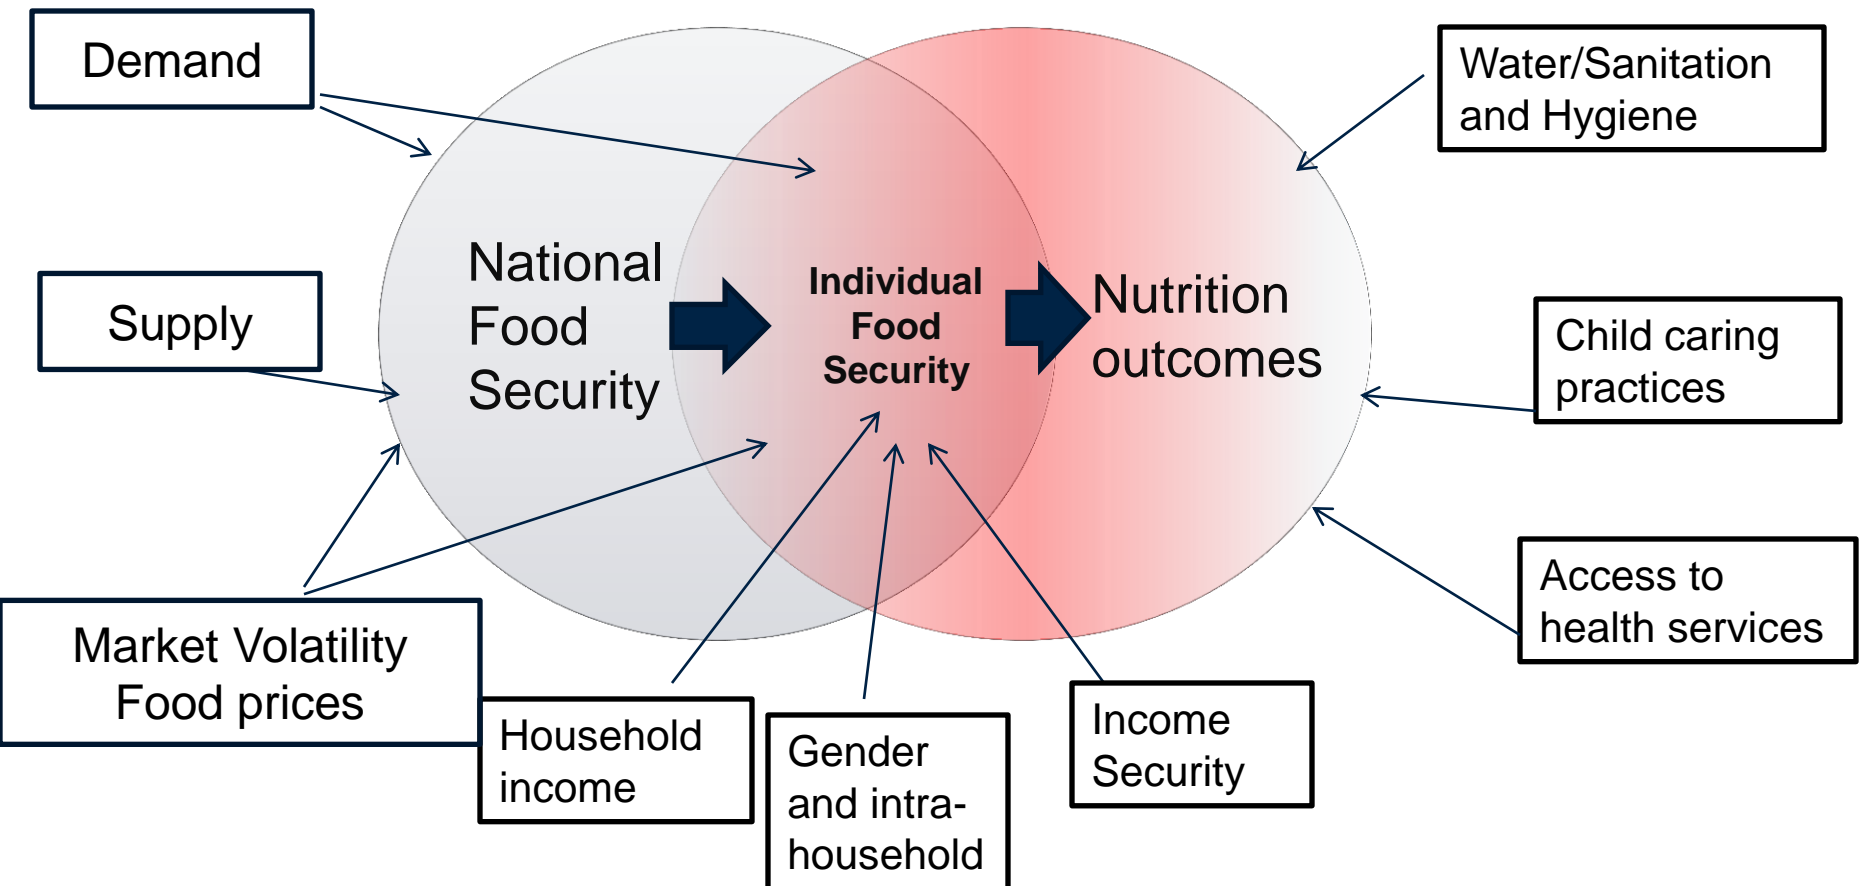 Demand
Water/Sanitation
and Hygiene
National
Food
Security
Individual
Food
Security
Nutrition
outcomes
Supply
Child caring
practices
Access to
health services
Market Volatility
Food prices
Household
income
Gender
and intra-
household
Income
Security